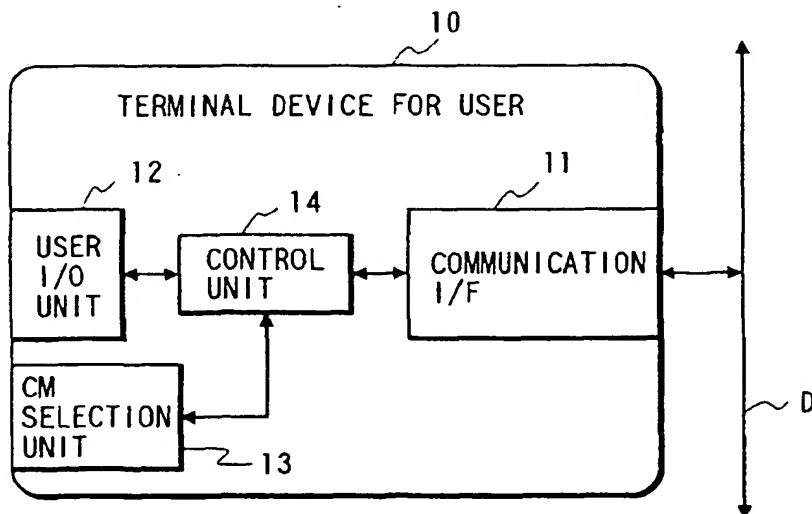 10
TERMINAL DEVICE FOR USER
12
14
11
USER
I/O
UNIT
CONTROL
UNIT
COMMUNICATION
I/F
CM
SELECTION
UNIT
13
D